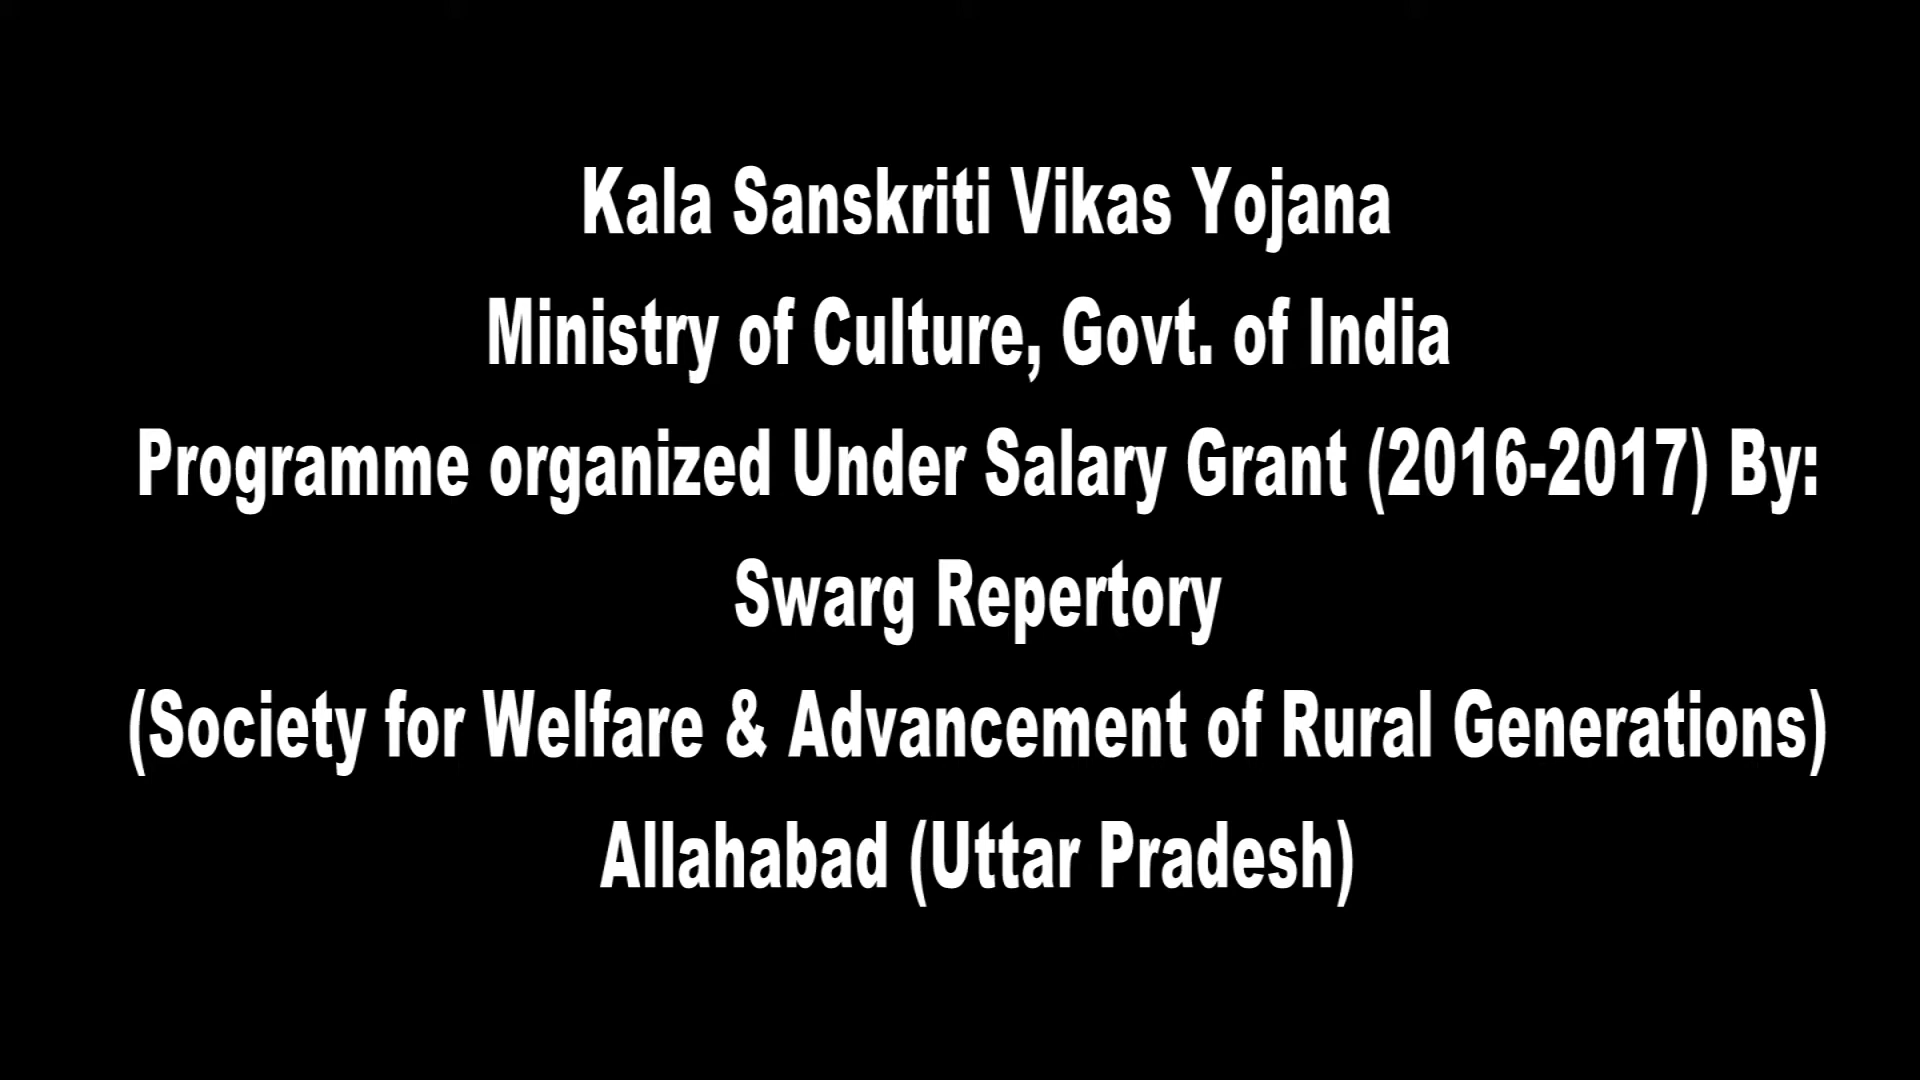 Kala Sanskriti Vikas Yojana
Ministry of Culture, Govt. of India
Programme organized Under Salary Grant (2016-2017) By:
Swarg Repertory
(Society for Welfare & Advancement of Rural Generations)
Allahabad (Uttar Pradesh)